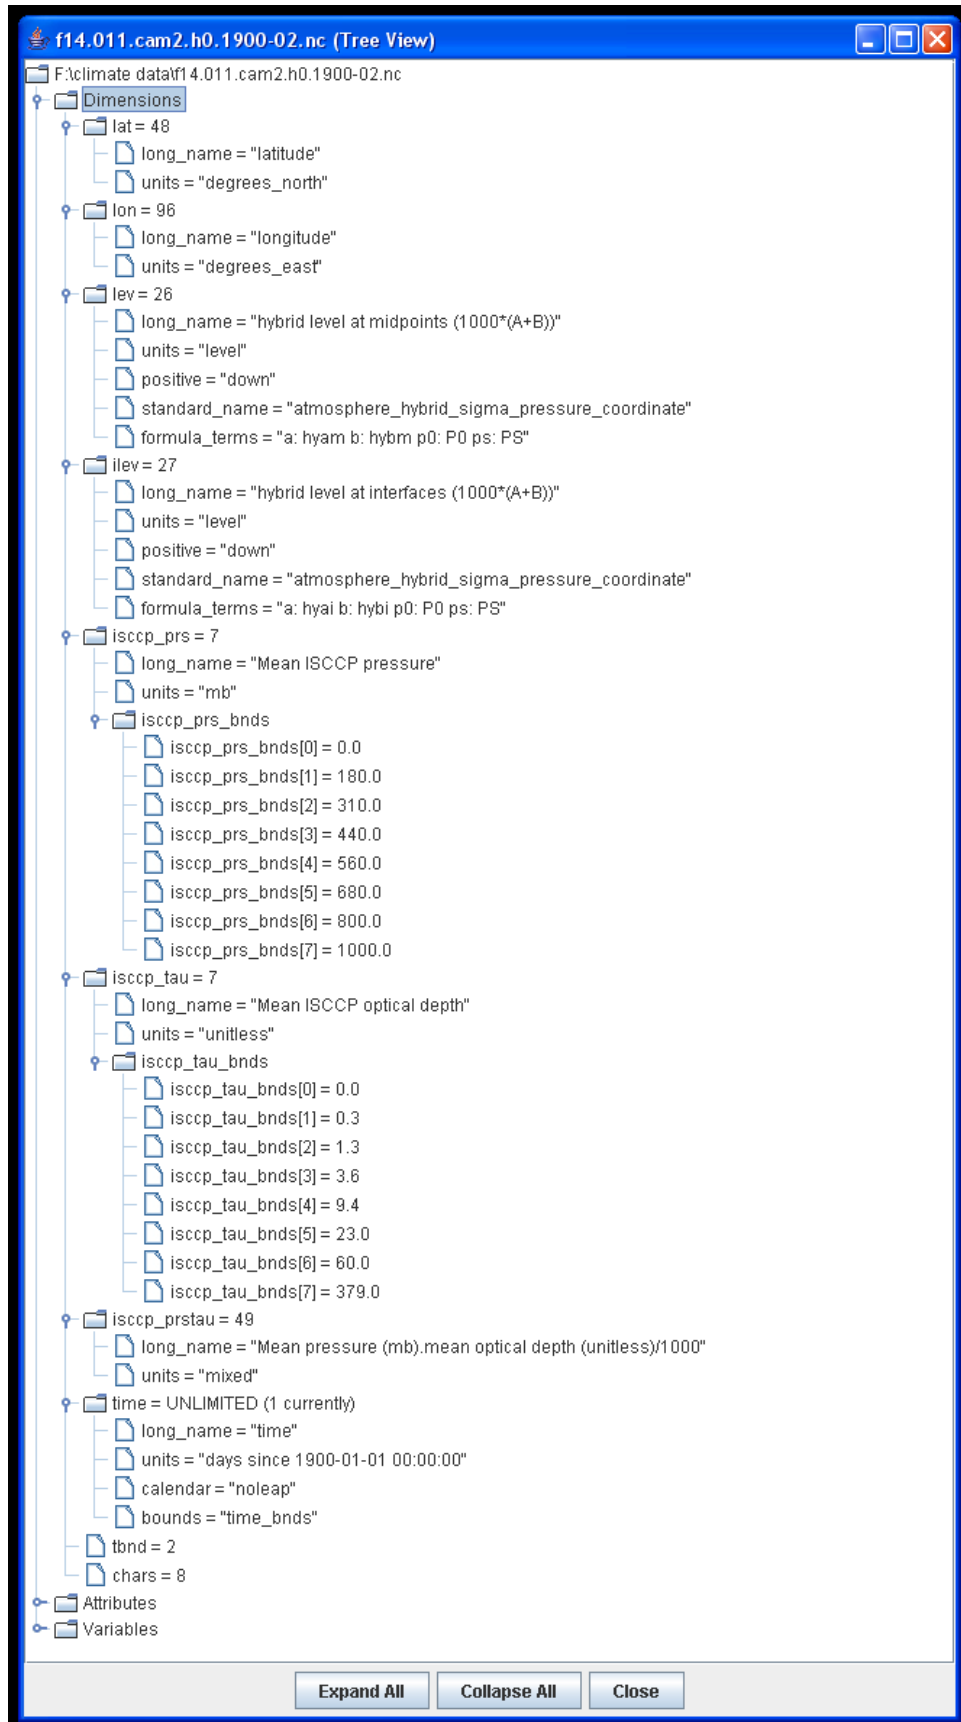 f14.011.cam2.h0.1900-02.nc (Tree View)
F:\climate data\f14.011.cam2.h0.1900-02.nc
Dimensions
lat = 48
long_name = "latitude"
units = "degrees_north"
lon = 96
long_name = "longitude"
units = "degrees_east"
lev = 26
long_name = "hybrid level at midpoints (1000*(A+B))"
units = "level"
positive = "down"
standard_name = "atmosphere_hybrid_sigma_pressure_coordinate"
formula_terms = "a: hyam b: hybm p0: P0 ps: PS"
ilev = 27
long_name = "hybrid level at interfaces (1000*(A+B))"
units = "level"
positive = "down"
standard_name = "atmosphere_hybrid_sigma_pressure_coordinate"
formula_terms = "a: hyai b: hybi p0: P0 ps: PS"
isccp_prs = 7
long_name = "Mean ISCCP pressure"
units = "mb"
isccp_prs_bnds
isccp_prs_bnds[0] = 0.0
isccp_prs_bnds[1] = 180.0
isccp_prs_bnds[2] = 310.0
isccp_prs_bnds[3] = 440.0
isccp_prs_bnds[4] = 560.0
isccp_prs_bnds[5] = 680.0
isccp_prs_bnds[6] = 800.0
isccp_prs_bnds[7] = 1000.0
isccp_tau = 7
long_name = "Mean ISCCP optical depth"
units = "unitless"
isccp_tau_bnds
isccp_tau_bnds[0] = 0.0
isccp_tau_bnds[1] = 0.3
isccp_tau_bnds[2] = 1.3
isccp_tau_bnds[3] = 3.6
isccp_tau_bnds[4] = 9.4
isccp_tau_bnds[5] = 23.0
isccp_tau_bnds[6] = 60.0
isccp_tau_bnds[7] = 379.0
isccp_prstau = 49
long_name = "Mean pressure (mb).mean optical depth (unitless)/1000"
units = "mixed"
time = UNLIMITED (1 currently)
long_name = "time"
units = "days since 1900-01-01 00:00:00"
calendar = "noleap"
bounds = "time_bnds"
tbnd = 2
chars = 8
Attributes
Variables
Expand All Collapse All Close